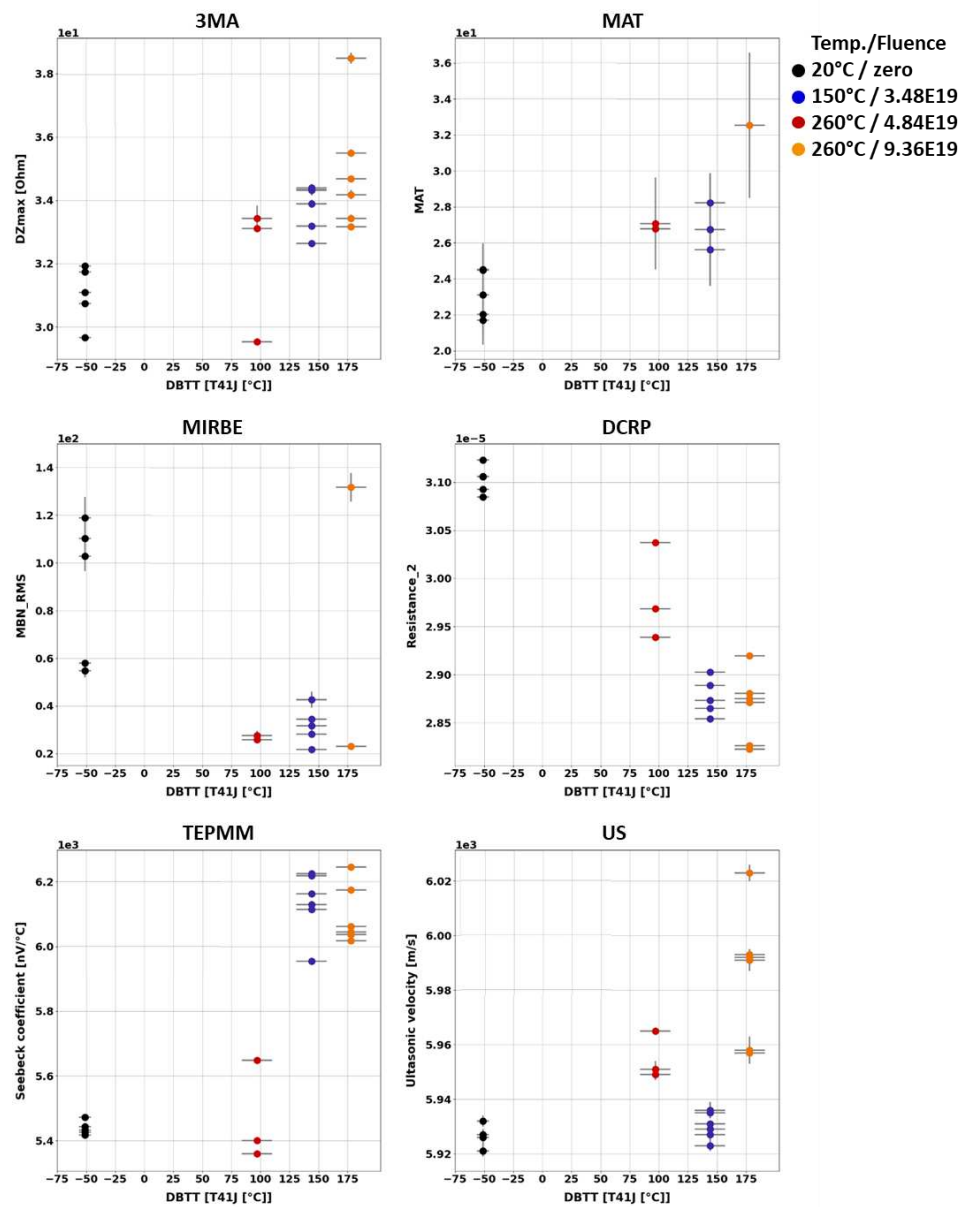 3MA
1e1
3.8
3.6
3.4
3.2
3.0
DZmax [Ohm]
−75 −50 −25 0 25 50 75 100 125 150 175
DBTT [T41J [°C]]
MAT
1e1
3.6
3.4
3.2
3.0
2.8
2.6
2.4
2.2
2.0
MAT
−75 −50 −25 0 25 50 75 100 125 150 175
DBTT [T41J [°C]]
Temp./Fluence
20°C / zero
150°C / 3.48E19
260°C / 4.84E19
260°C / 9.36E19
MIRBE
1e2
1.4
1.2
1.0
0.8
0.6
0.4
0.2
MBN_RMS
−75 −50 −25 0 25 50 75 100 125 150 175
DBTT [T41J [°C]]
DCRP
1e−5
3.10
3.05
3.00
2.95
2.90
2.85
Resistance_2
−75 −50 −25 0 25 50 75 100 125 150 175
DBTT [T41J [°C]]
TEPMM
1e3
6.2
6.0
5.8
5.6
5.4
Seebeck coefficient [nV/°C]
−75 −50 −25 0 25 50 75 100 125 150 175
DBTT [T41J [°C]]
US
1e3
6.02
6.00
5.98
5.96
5.94
5.92
Ultasonic velocity [m/s]
−75 −50 −25 0 25 50 75 100 125 150 175
DBTT [T41J [°C]]